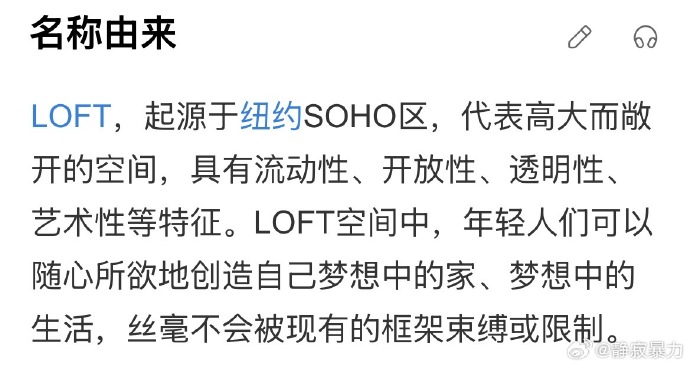 名称由来
LOFT，起源于纽约SOHO区，代表高大而敞
开的空间，具有流动性、开放性、透明性、
艺术性等特征。LOFT空间中，年轻人们可以
随心所欲地创造自己梦想中的家、梦想中的
生活，丝毫不会被现有的框架束缚或限制。
@静寂暴力